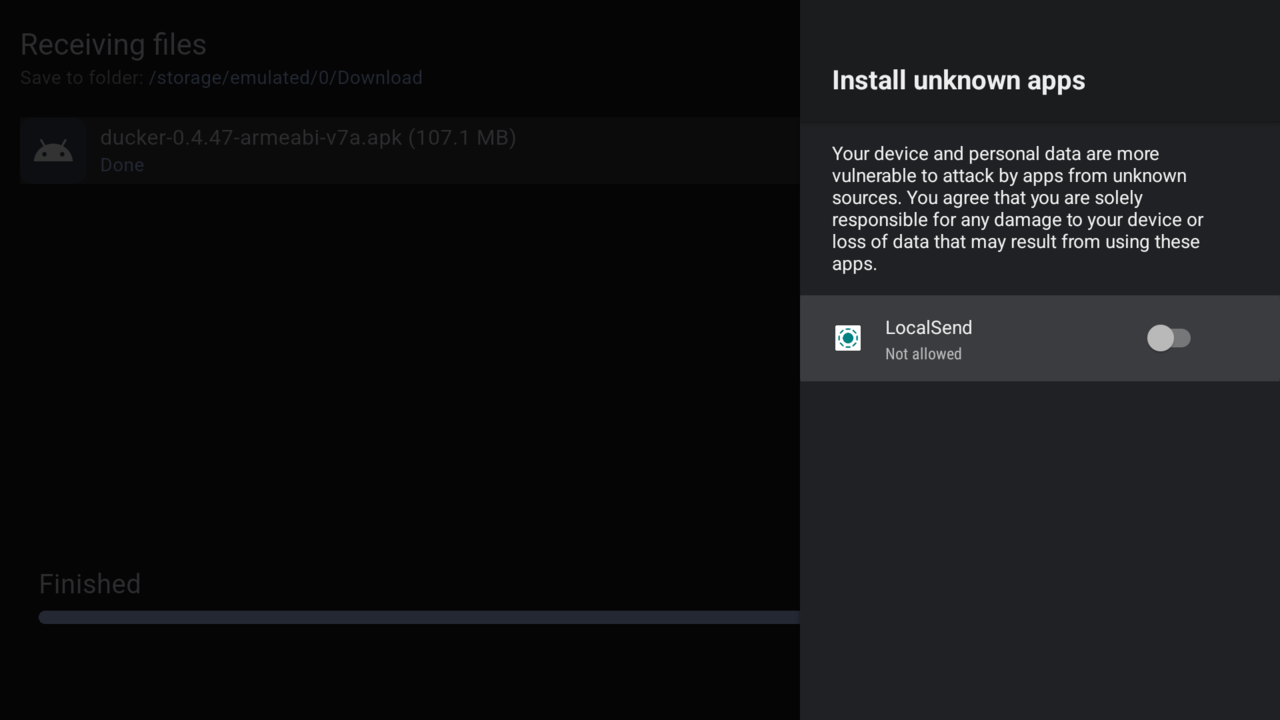 Receiving files
Save to folder: /storage/emulated/0/Download
ducker-0.4.47-armeabi-v7a.apk (107.1 MB)
Done
Finished
Install unknown apps
Your device and personal data are more
vulnerable to attack by apps from unknown
sources. You agree that you are solely
responsible for any damage to your device or
loss of data that may result from using these
apps.
LocalSend
Not allowed